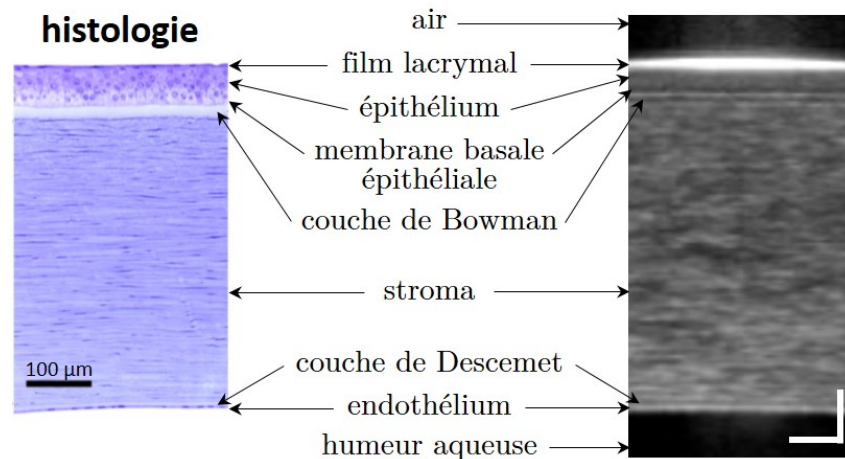 histologie
air
film lacrymal
épithélium
membrane basale
épithéliale
couche de Bowman
stroma
100 µm
couche de Descemet
endothélium
humeur aqueuse